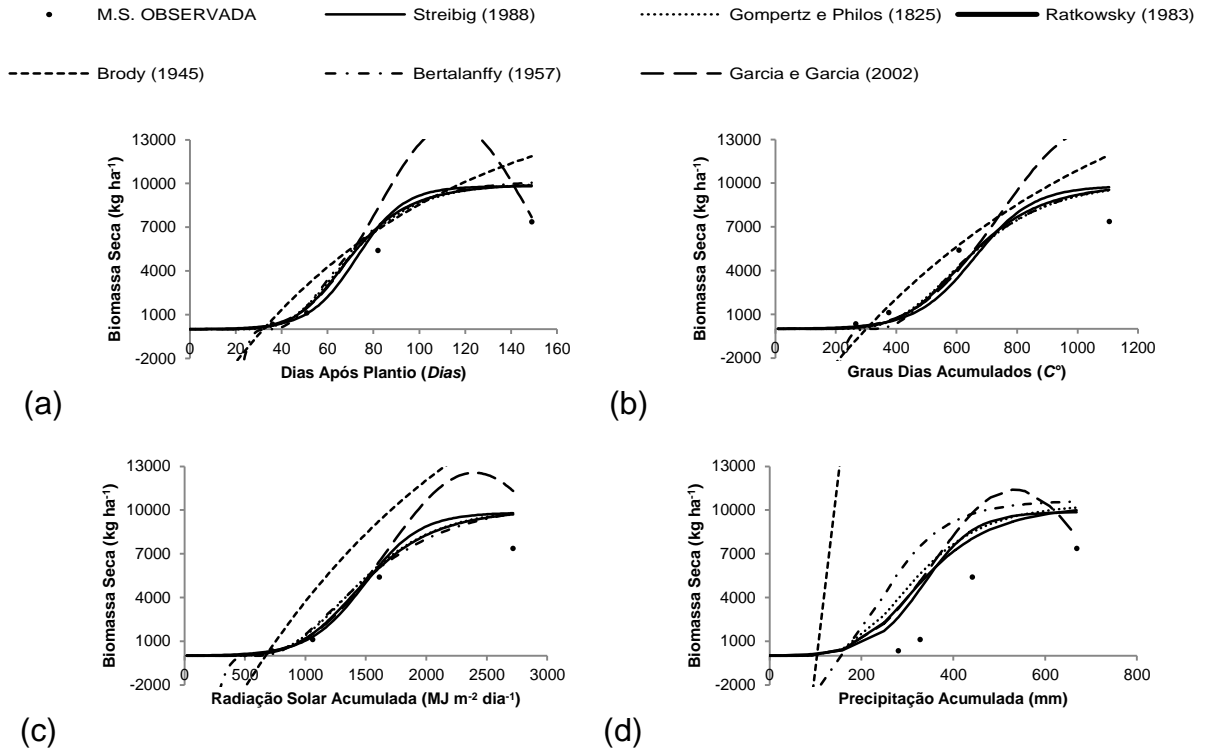 M.S. OBSERVADA Streibig (1988) Gompertz e Philos (1825) Ratkowsky (1983)
Brody (1945) Bertalanffy (1957) Garcia e Garcia (2002)
Biomassa Seca (kg ha⁻¹)
13000
10000
7000
4000
1000
-2000
0 20 40 60 80 100 120 140 160
Dias Após Plantio (Dias)
(a)
Biomassa Seca (kg ha⁻¹)
13000
10000
7000
4000
1000
-2000
0 200 400 600 800 1000 1200
Graus Dias Acumulados (C°)
(b)
Biomassa Seca (kg ha⁻¹)
13000
10000
7000
4000
1000
-2000
0 500 1000 1500 2000 2500 3000
Radiação Solar Acumulada (MJ m⁻² dia⁻¹)
(c)
Biomassa Seca (kg ha⁻¹)
13000
10000
7000
4000
1000
-2000
0 200 400 600 800
Precipitação Acumulada (mm)
(d)